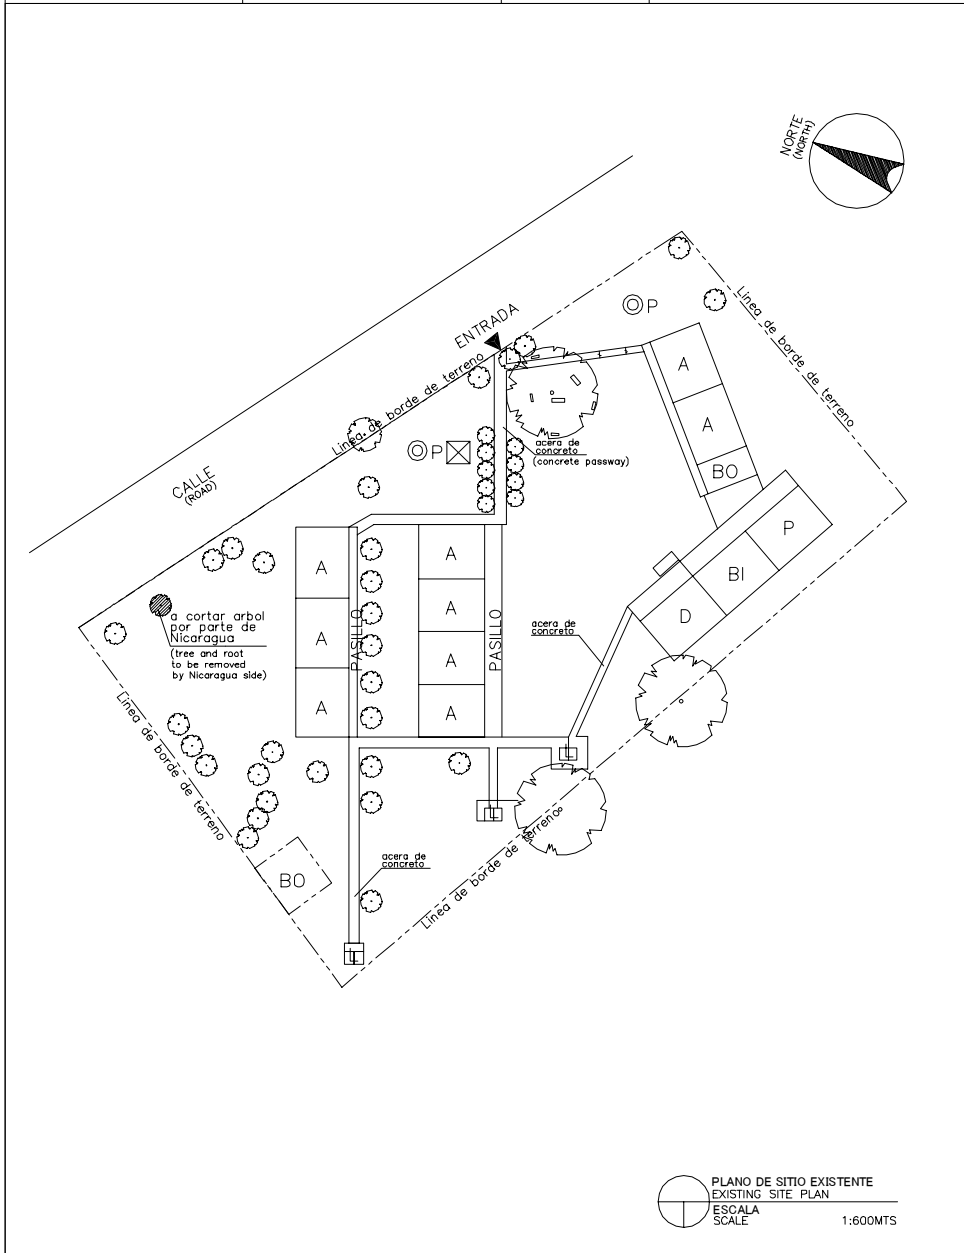 NORTE
(NORTH)
Linea de borde de terreno
P
ENTRADA
A
A
BO
Linea de borde de terreno
P
acera de
concreto
(concrete passway)
CALLE
(ROAD)
P
BI
D
A
A
A
PASILLO
A
A
A
A
PASILLO
acera de
concreto
a cortar arbol
por parte de
Nicaragua
(tree and root
to be removed
by Nicaragua side)
Linea de borde de terreno
L
L
BO
acera de
concreto
Linea de borde de terreno
L
PLANO DE SITIO EXISTENTE
EXISTING SITE PLAN
ESCALA
SCALE
1:600MTS